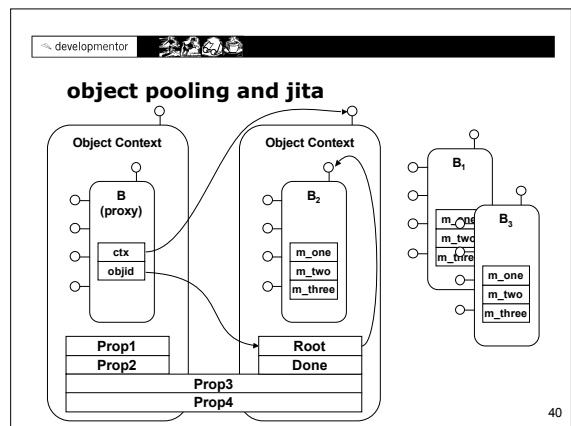 developmentor
object pooling and jita
Object Context
B
(proxy)
ctx
objid
Prop1
Prop2
Object Context
B2
m_one
m_two
m_three
Root
Done
Prop3
Prop4
B1
m_one
m_two
m_three
B3
m_one
m_two
m_three
40